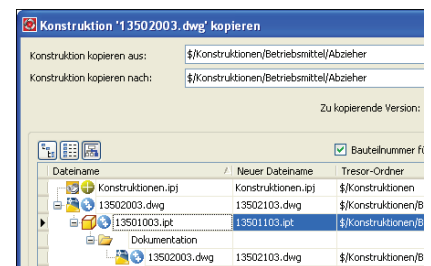 Konstruktion '13502003.dwg' kopieren
Konstruktion kopieren aus: $/Konstruktionen/Betriebsmittel/Abzieher
Konstruktion kopieren nach: $/Konstruktionen/Betriebsmittel/Abzieher
Zu kopierende Version:
Bauteilnummer fü
Dateiname / Neuer Dateiname Tresor-Ordner
Konstruktionen.ipj Konstruktionen.ipj $/Konstruktionen
13502003.dwg 13502103.dwg $/Konstruktionen/B
13501003.ipt 13501103.ipt $/Konstruktionen/B
Dokumentation
13502003.dwg 13502103.dwg $/Konstruktionen/B